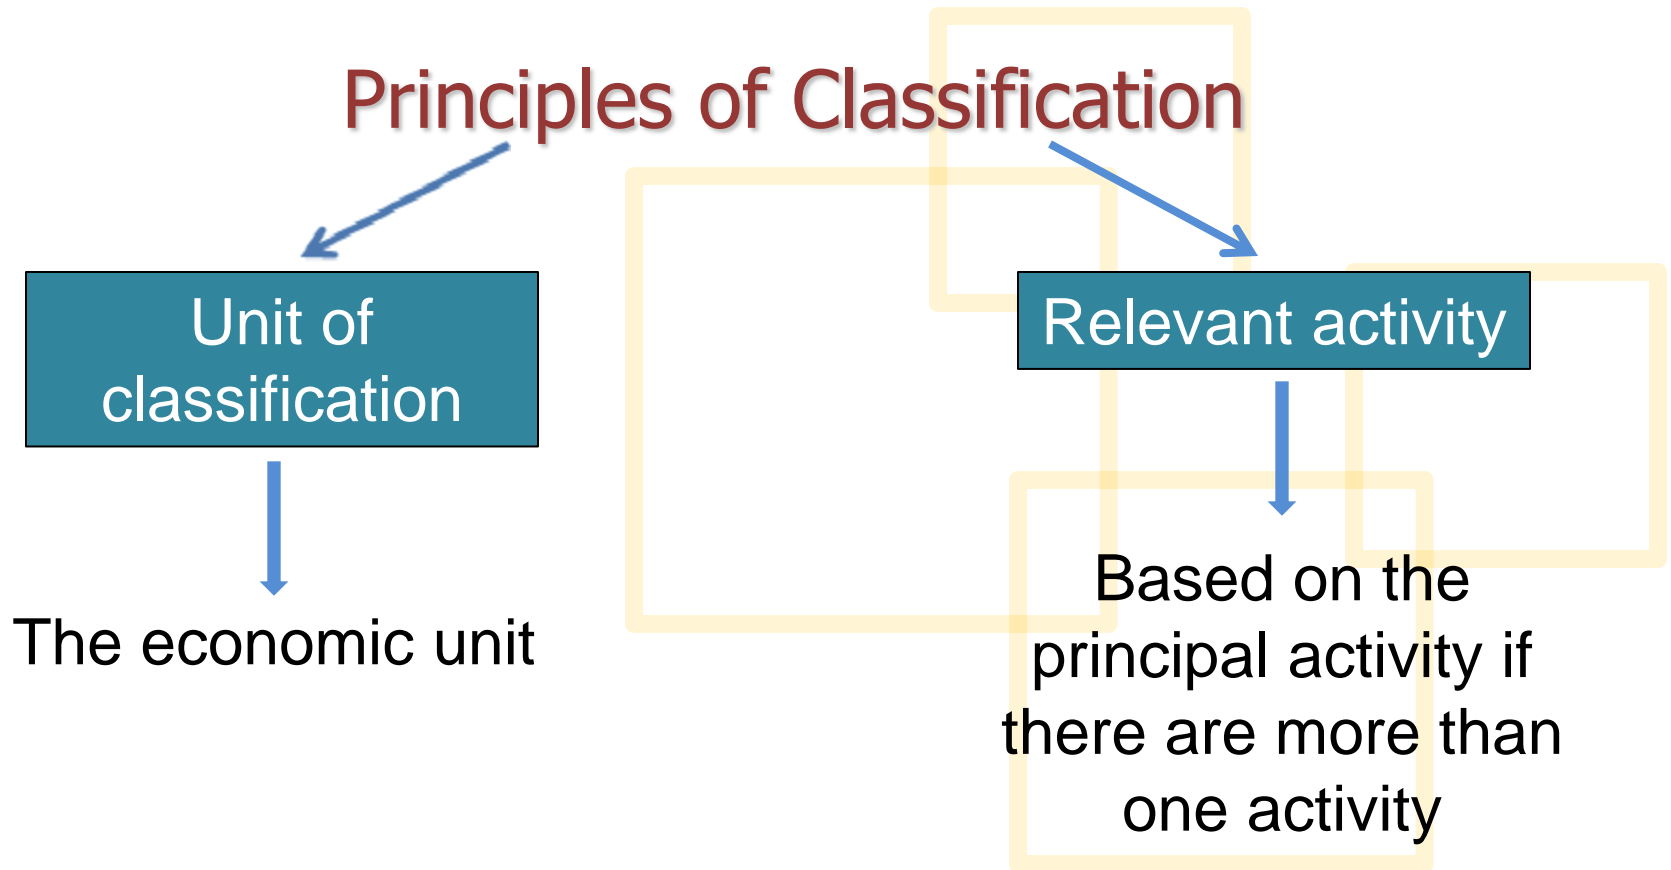 Principles of Classification
Unit of
classification
The economic unit
Relevant activity
Based on the
principal activity if
there are more than
one activity